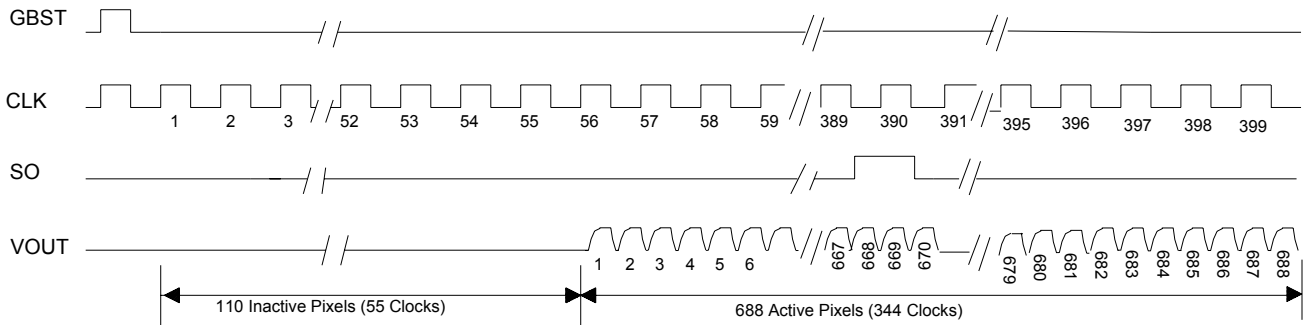 GBST
CLK
1 2 3 52 53 54 55 56 57 58 59 389 390 391 395 396 397 398 399
SO
VOUT
1 2 3 4 5 6 667 668 669 670 679 680 681 682 683 684 685 686 687 688
110 Inactive Pixels (55 Clocks) 688 Active Pixels (344 Clocks)